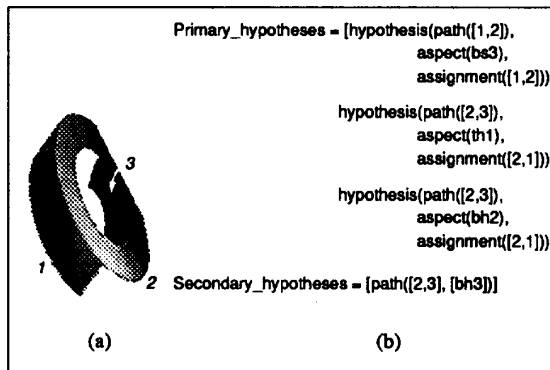 Primary_hypotheses = [hypothesis(path([1,2]),
aspect(bs3),
assignment([1,2]))
hypothesis(path([2,3]),
aspect(th1),
assignment([2,1]))
hypothesis(path([2,3]),
aspect(bh2),
assignment([2,1]))
Secondary_hypotheses = [path([2,3], [bh3])]
3
1
2
(a)
(b)